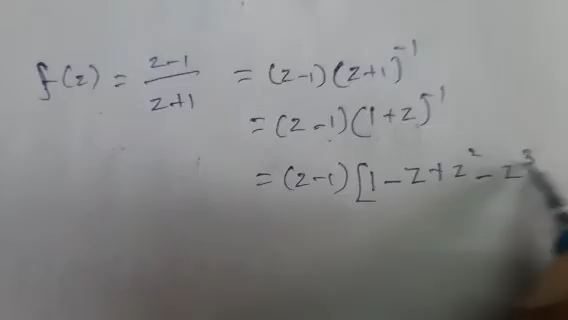 f(z) = z-1/z+1 = (z-1)(z+1)^-1
= (z-1)(1+z)^-1
= (z-1)[1-z+z^2-z^3